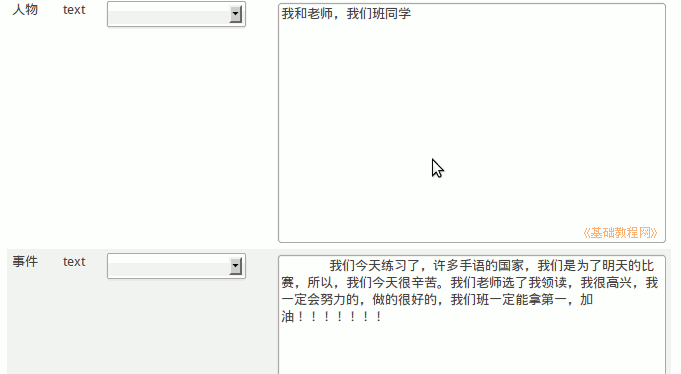 人物 text 我和老师，我们班同学
《基础教程网》
事件 text 我们今天练习了，许多手语的国家，我们是为了明天的比
赛，所以，我们今天很辛苦。我们老师选了我领读，我很高兴，我
一定会努力的，做的很好的，我们班一定能拿第一，加
油！！！！！！！